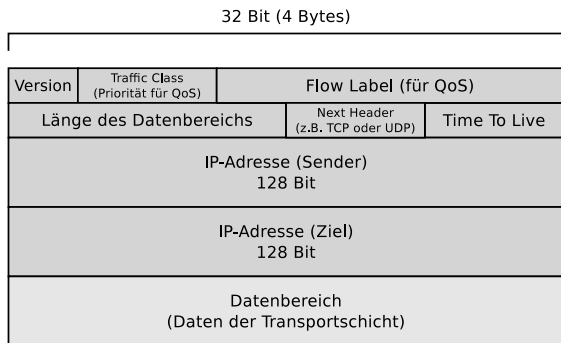 32 Bit (4 Bytes)
Version
Traffic Class
(Priorität für QoS)
Flow Label (für QoS)
Länge des Datenbereichs
Next Header
(z.B. TCP oder UDP)
Time To Live
IP-Adresse (Sender)
128 Bit
IP-Adresse (Ziel)
128 Bit
Datenbereich
(Daten der Transportschicht)